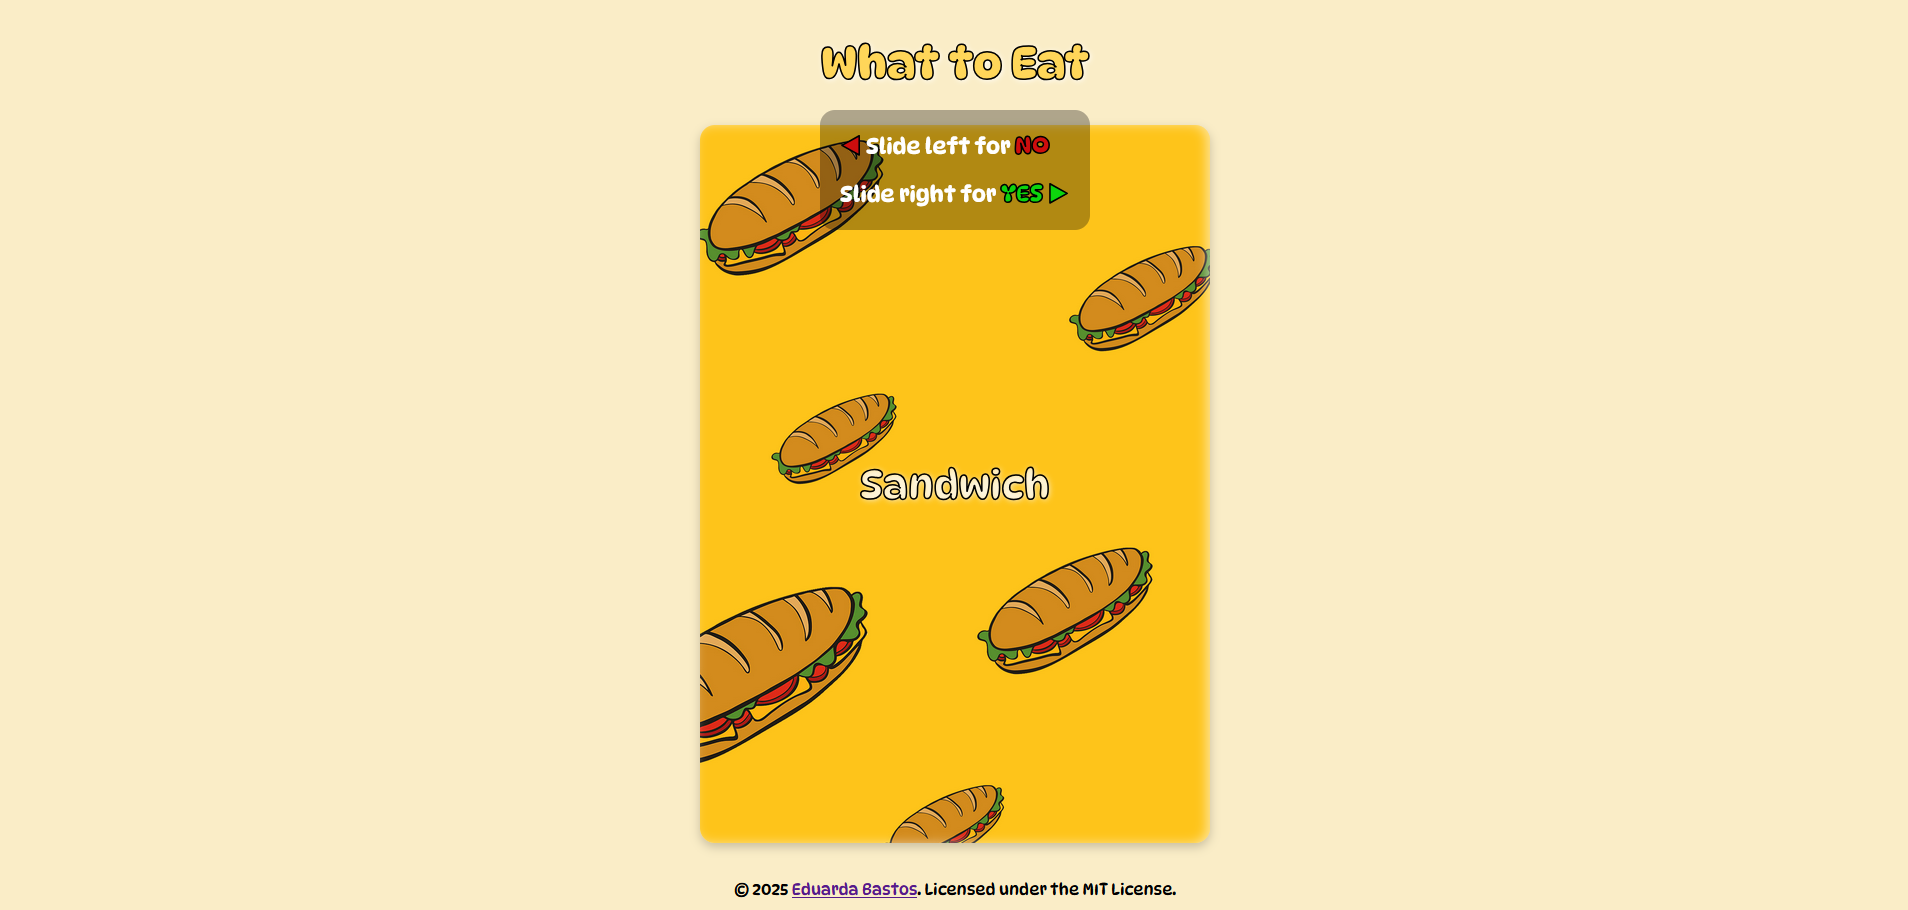 What to Eat
◀ Slide left for NO
Slide right for YES ▶
Sandwich
© 2025 Eduarda Bastos. Licensed under the MIT License.